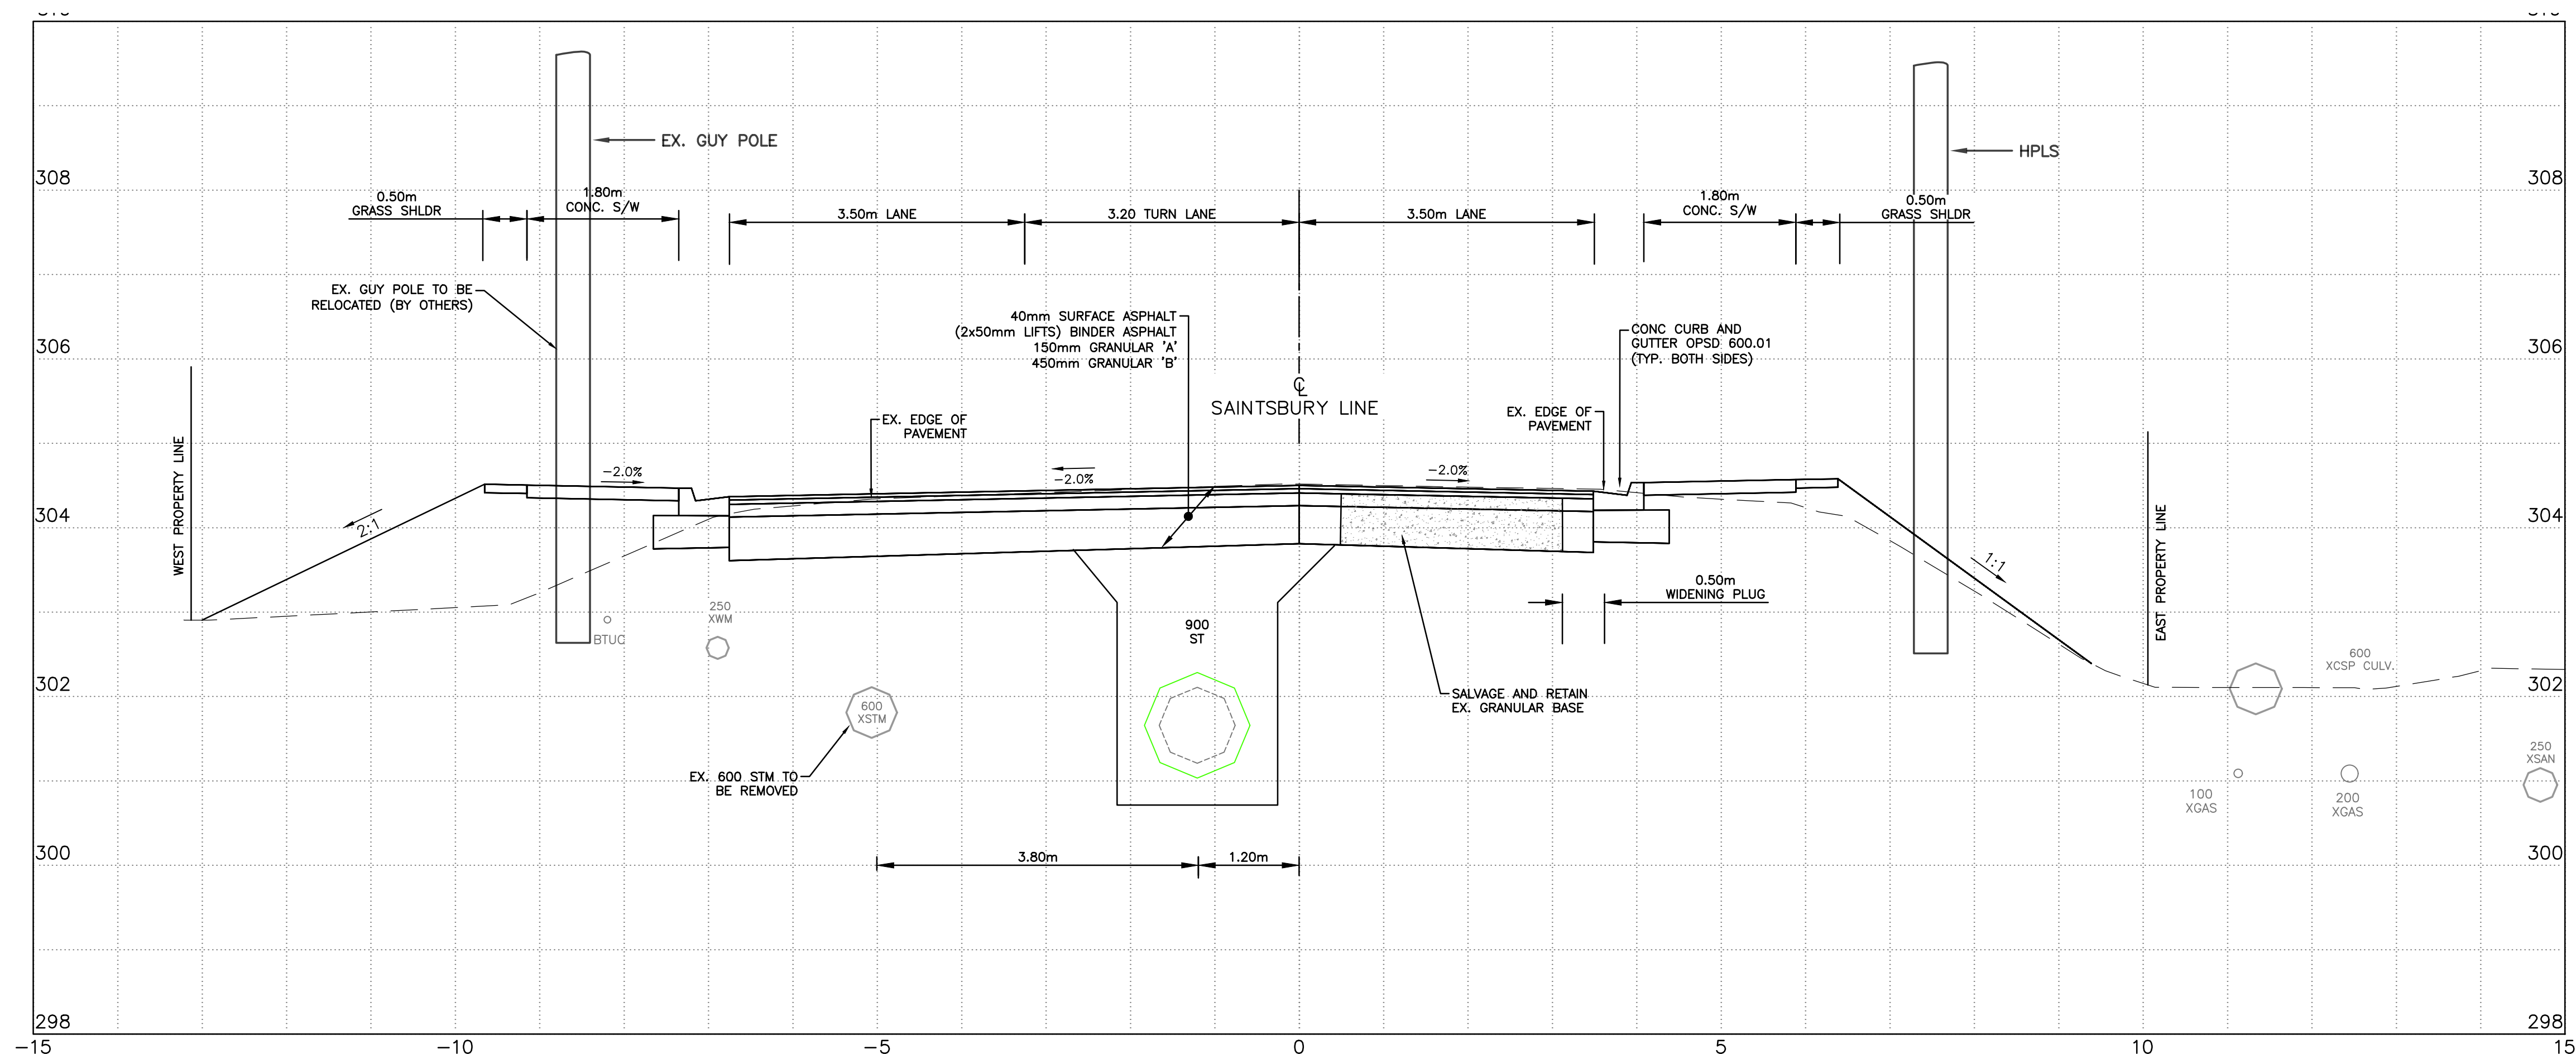 EX. GUY POLE
HPLS
308
308
0.50m
GRASS SHLDR
1.80m
CONC. S/W
3.50m LANE
3.20 TURN LANE
3.50m LANE
1.80m
CONC. S/W
0.50m
GRASS SHLDR
EX. GUY POLE TO BE
RELOCATED (BY OTHERS)
40mm SURFACE ASPHALT
(2x50mm LIFTS) BINDER ASPHALT
150mm GRANULAR 'A'
450mm GRANULAR 'B'
CONC CURB AND
GUTTER OPSD 600.01
(TYP. BOTH SIDES)
306
306
℄
SAINTSBURY LINE
EX. EDGE OF
PAVEMENT
EX. EDGE OF
PAVEMENT
WEST PROPERTY LINE
-2.0%
-2.0%
-2.0%
304
304
2:1
1:1
EAST PROPERTY LINE
0.50m
WIDENING PLUG
250
XWM
BTUC
900
ST
600
XCSP CULV.
302
302
SALVAGE AND RETAIN
EX. GRANULAR BASE
600
XSTM
EX. 600 STM TO
BE REMOVED
250
XSAN
100
XGAS
200
XGAS
300
300
3.80m
1.20m
298
298
-15
-10
-5
0
5
10
15